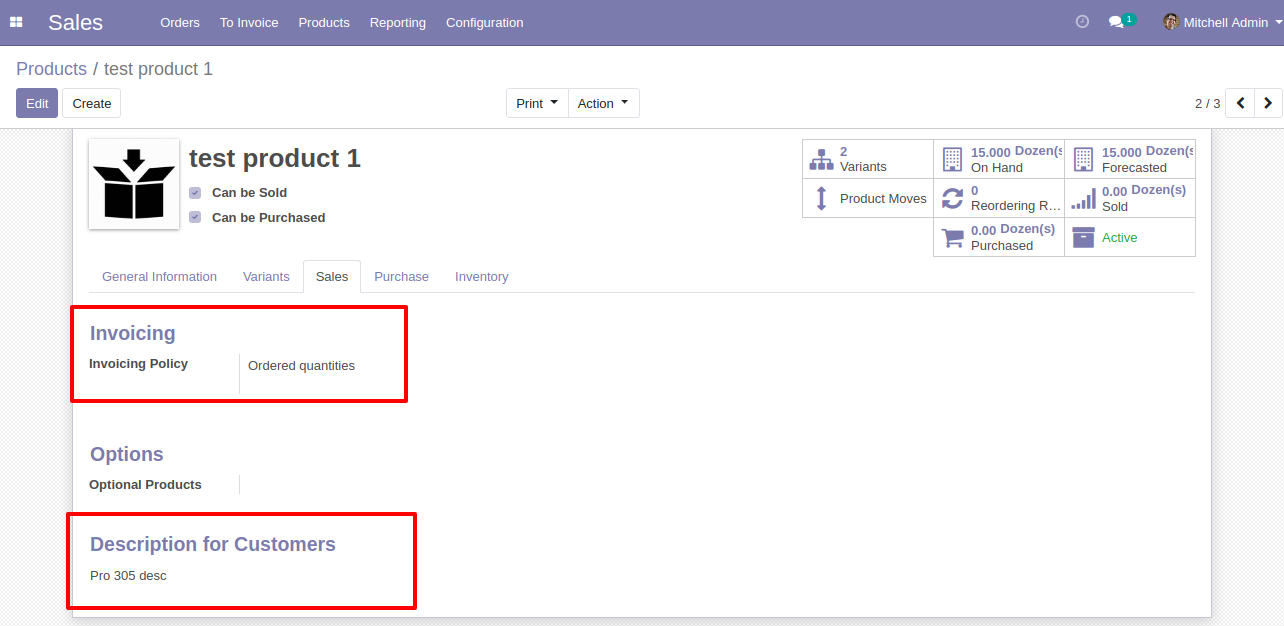 Sales Orders To Invoice Products Reporting Configuration 1 Mitchell Admin
Products / test product 1
Edit Create Print Action 2 / 3
test product 1
Can be Sold
Can be Purchased
2 Variants
15.000 Dozen(s
On Hand
15.000 Dozen(s
Forecasted
Product Moves
0
Reordering R...
0.00 Dozen(s)
Sold
0.00 Dozen(s)
Purchased
Active
General Information Variants Sales Purchase Inventory
Invoicing
Invoicing Policy Ordered quantities
Options
Optional Products
Description for Customers
Pro 305 desc